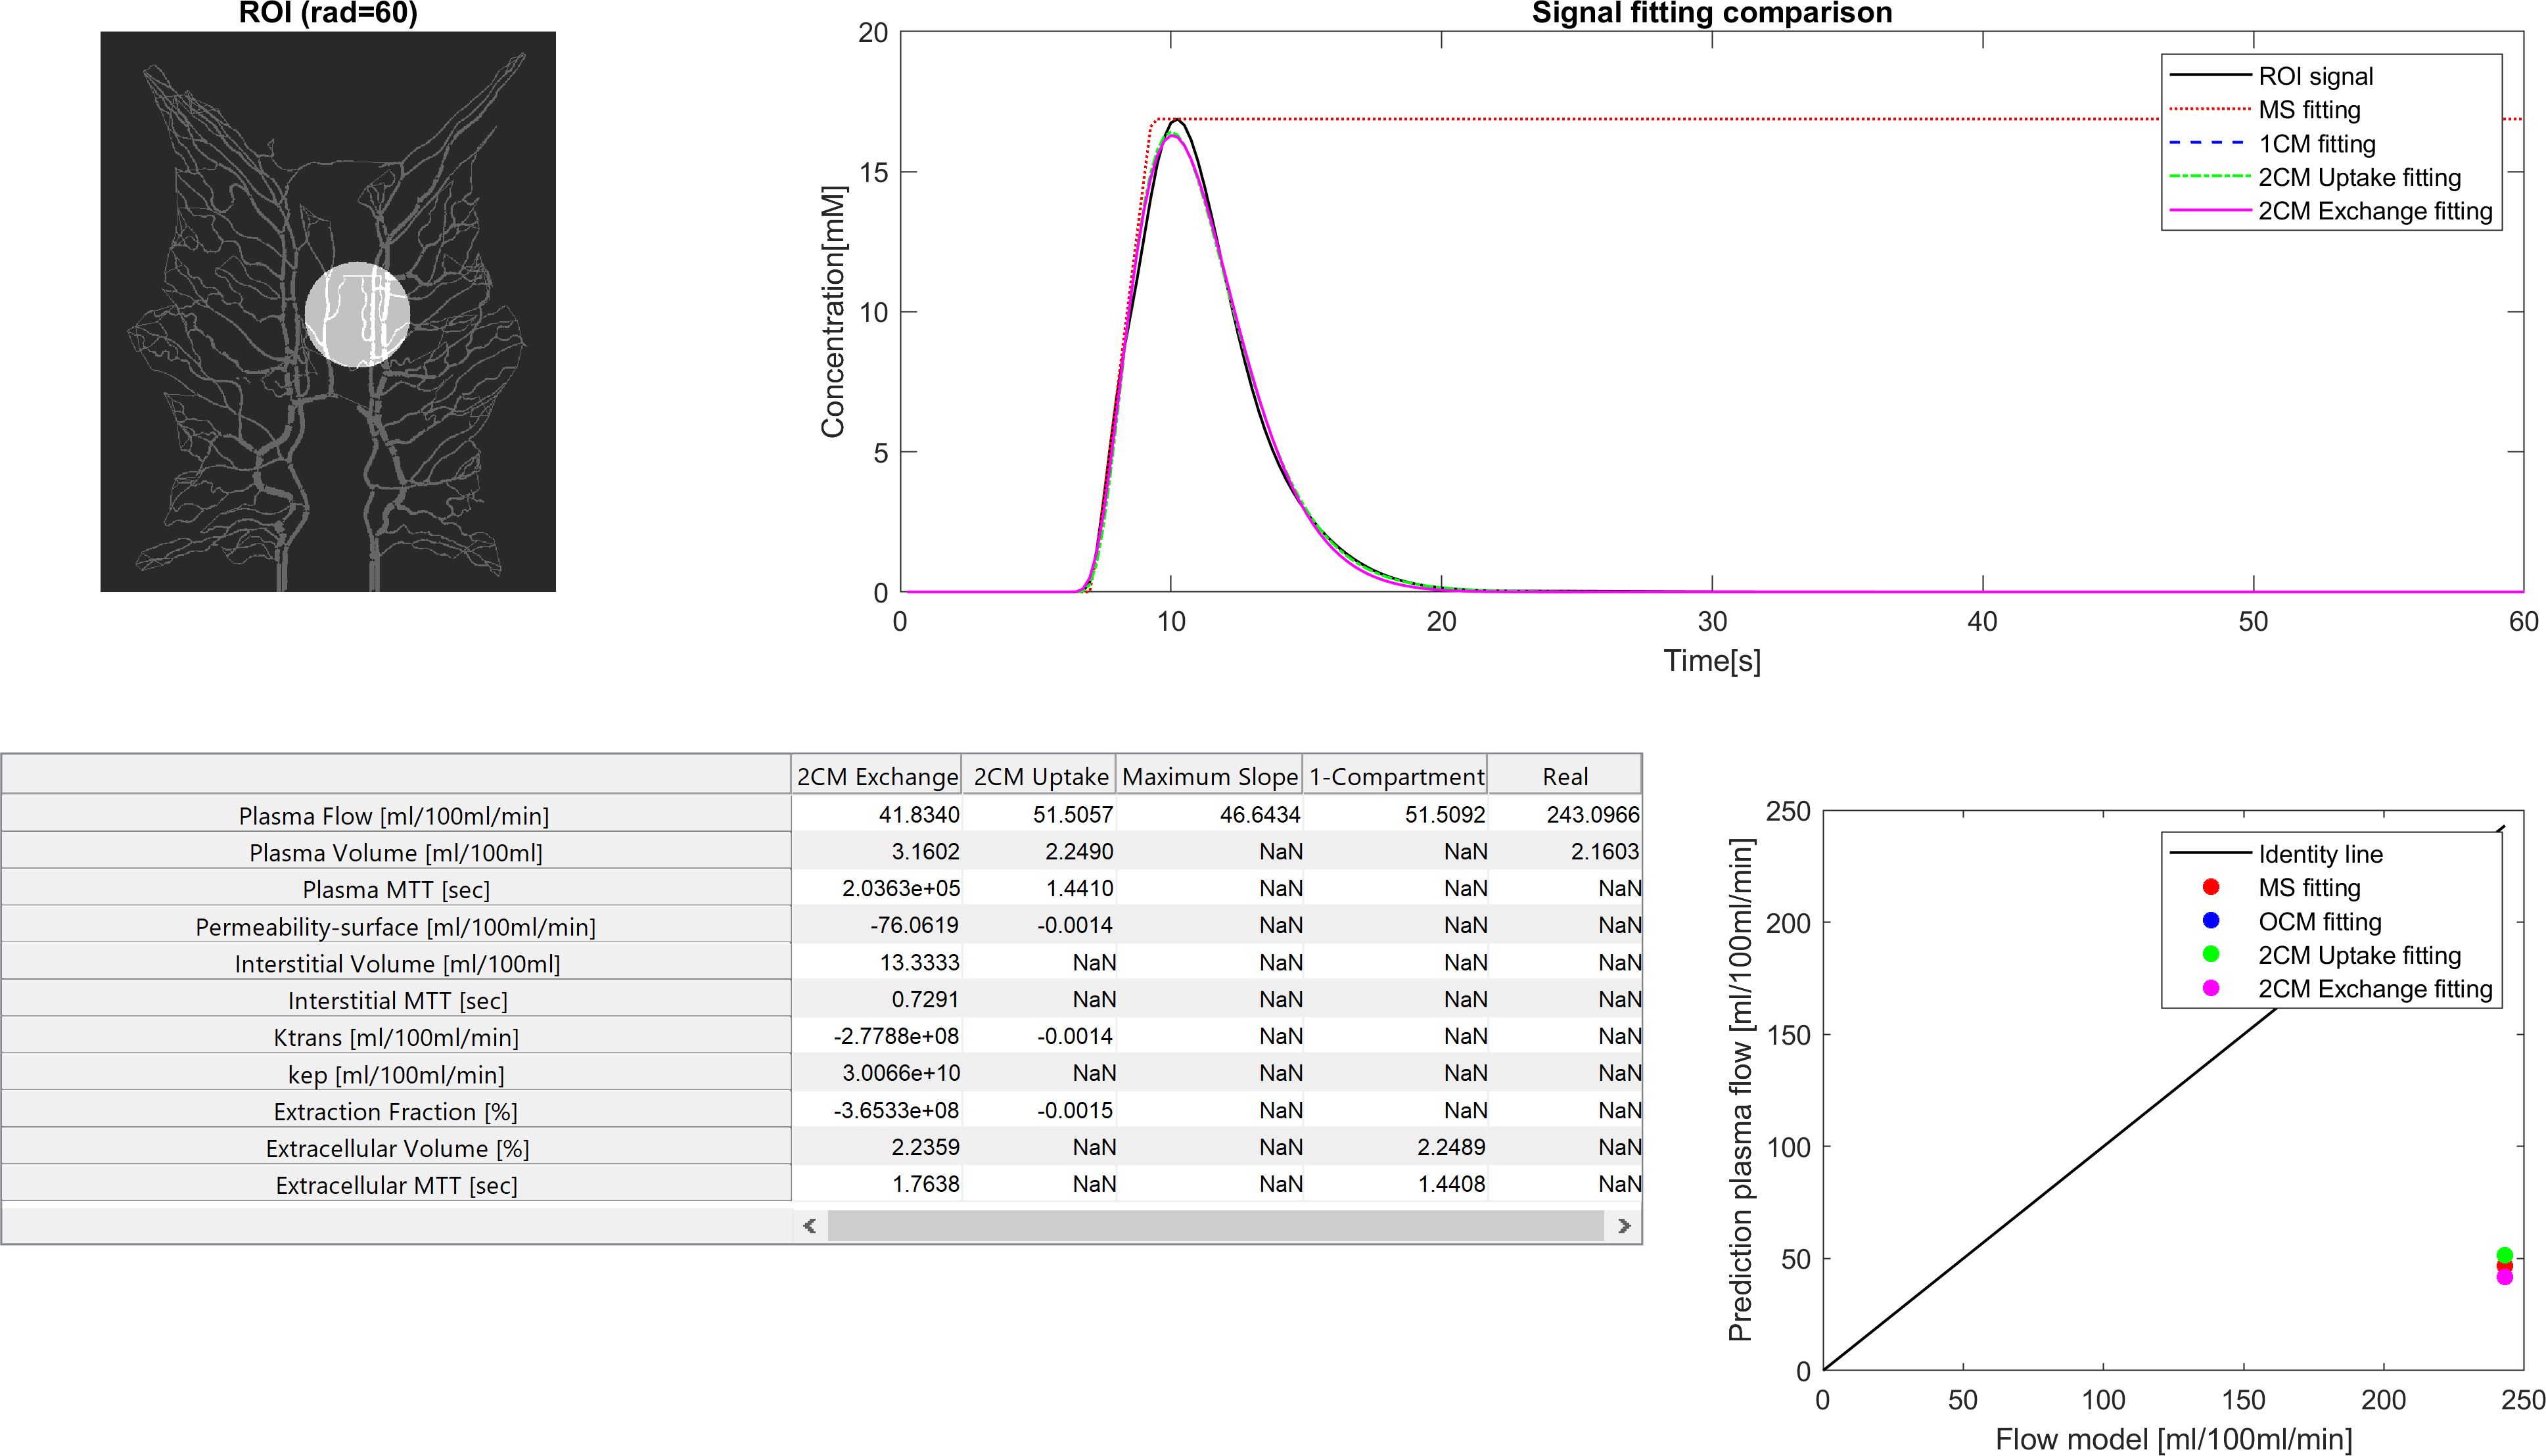 ROI (rad=60)
Signal fitting comparison
20
15
10
5
0
Concentration[mM]
0 10 20 30 40 50 60
Time[s]
ROI signal
MS fitting
1CM fitting
2CM Uptake fitting
2CM Exchange fitting
2CM Exchange 2CM Uptake Maximum Slope 1-Compartment Real
Plasma Flow [ml/100ml/min] 41.8340 51.5057 46.6434 51.5092 243.0966
Plasma Volume [ml/100ml] 3.1602 2.2490 NaN NaN 2.1603
Plasma MTT [sec] 2.0363e+05 1.4410 NaN NaN NaN
Permeability-surface [ml/100ml/min] -76.0619 -0.0014 NaN NaN NaN
Interstitial Volume [ml/100ml] 13.3333 NaN NaN NaN NaN
Interstitial MTT [sec] 0.7291 NaN NaN NaN NaN
Ktrans [ml/100ml/min] -2.7788e+08 -0.0014 NaN NaN NaN
kep [ml/100ml/min] 3.0066e+10 NaN NaN NaN NaN
Extraction Fraction [%] -3.6533e+08 -0.0015 NaN NaN NaN
Extracellular Volume [%] 2.2359 NaN NaN 2.2489 NaN
Extracellular MTT [sec] 1.7638 NaN NaN 1.4408 NaN
250
200
150
100
50
0
Prediction plasma flow [ml/100ml/min]
Identity line
MS fitting
OCM fitting
2CM Uptake fitting
2CM Exchange fitting
0 50 100 150 200 250
Flow model [ml/100ml/min]